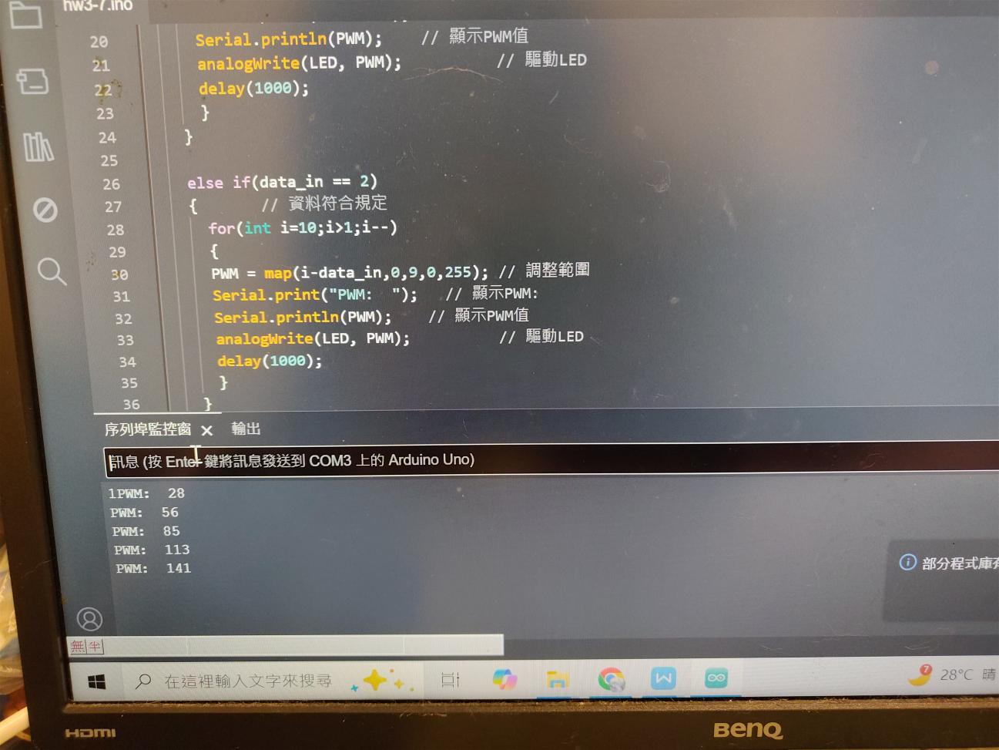 hw3-7.ino
20 Serial.println(PWM); // 顯示PWM值
21 analogWrite(LED, PWM); // 驅動LED
22 delay(1000);
23 }
24 }
25
26 else if(data_in == 2)
27 { // 資料符合規定
28 for(int i=10;i>1;i--)
29 {
30 PWM = map(i-data_in,0,9,0,255); // 調整範圍
31 Serial.print("PWM:  "); // 顯示PWM:
32 Serial.println(PWM); // 顯示PWM值
33 analogWrite(LED, PWM); // 驅動LED
34 delay(1000);
35 }
36 }
序列埠監控窗 × 輸出
訊息 (按 Enter 鍵將訊息發送到 COM3 上的 Arduino Uno)
1PWM:  28
PWM:  56
PWM:  85
PWM:  113
PWM:  141
部分程式庫有
無 半
在這裡輸入文字來搜尋
7
28°C 晴
HDMI
BenQ